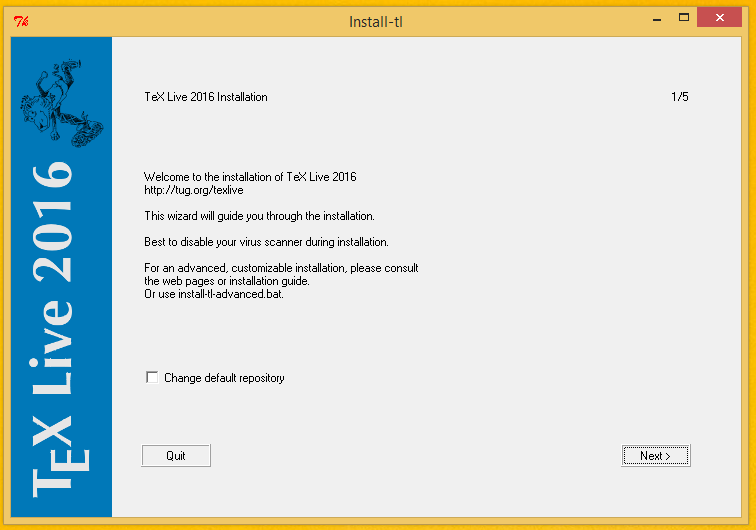 Install-tl
TeX Live 2016 Installation
1/5
Welcome to the installation of TeX Live 2016
http://tug.org/texlive
This wizard will guide you through the installation.
Best to disable your virus scanner during installation.
For an advanced, customizable installation, please consult
the web pages or installation guide.
Or use install-tl-advanced.bat.
Change default repository
Quit
Next >
TEX Live 2016